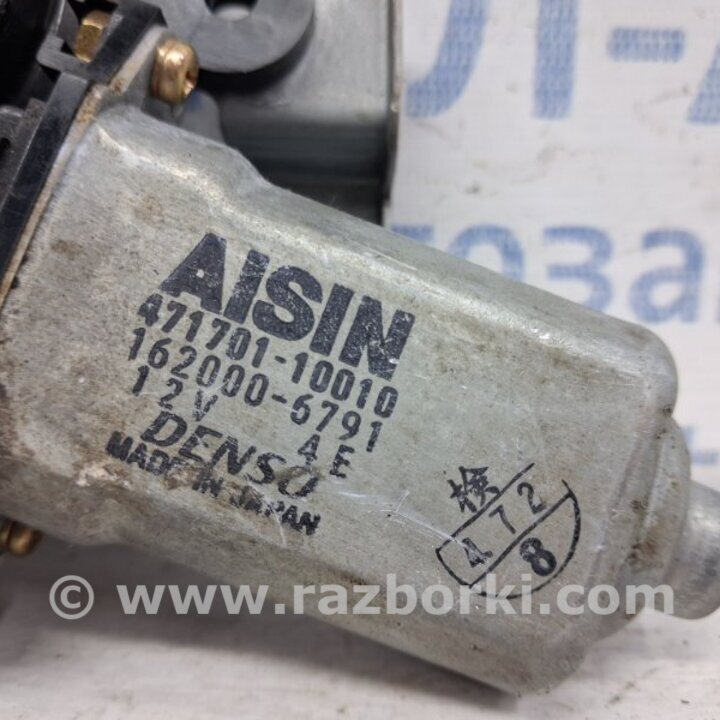 AISIN
471701-10010
162000-6791
12V 4E
DENSO
MADE IN JAPAN
検
472
8
© www.razborki.com